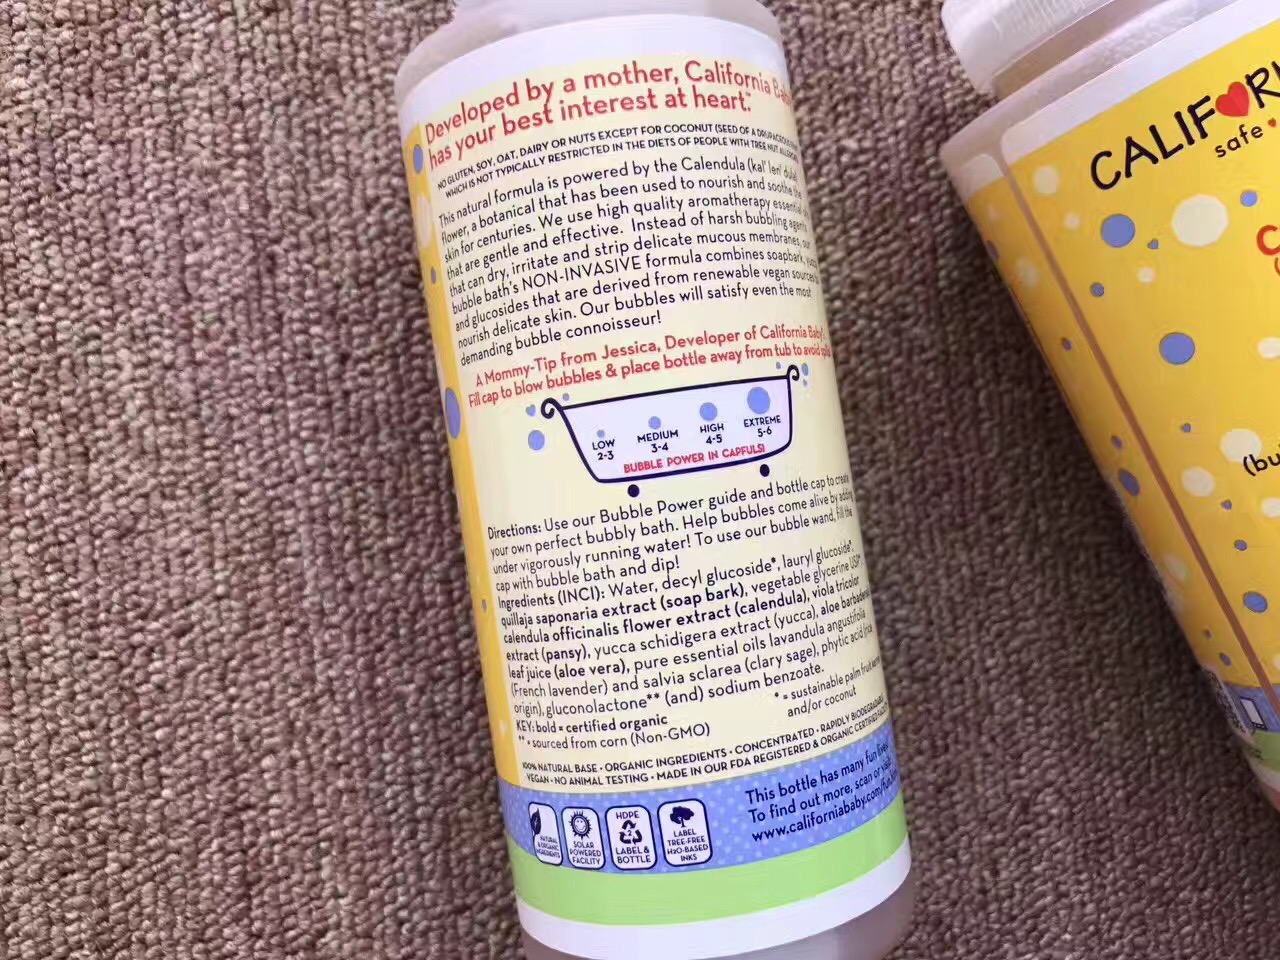 Developed by a mother, California Baby
has your best interest at heart.™
NO GLUTEN, SOY, OAT, DAIRY OR NUTS EXCEPT FOR COCONUT (SEED OF A DRUPACEOUS
WHICH IS NOT TYPICALLY RESTRICTED IN THE DIETS OF PEOPLE WITH TREE NUT
This natural formula is powered by the Calendula (kal' len' dula)
flower, a botanical that has been used to nourish and soothe the
skin for centuries. We use high quality aromatherapy essential
that are gentle and effective. Instead of harsh bubbling agents
that can dry, irritate and strip delicate mucous membranes, our
bubble bath's NON-INVASIVE formula combines soapbark, yucca
and glucosides that are derived from renewable vegan sources to
nourish delicate skin. Our bubbles will satisfy even the most
demanding bubble connoisseur!
A Mommy-Tip from Jessica, Developer of California Baby:
Fill cap to blow bubbles & place bottle away from tub to avoid
LOW MEDIUM HIGH EXTREME
2-3 3-4 4-5 5-6
BUBBLE POWER IN CAPFULS!
Directions: Use our Bubble Power guide and bottle cap to create
your own perfect bubbly bath. Help bubbles come alive by adding
under vigorously running water! To use our bubble wand, fill the
cap with bubble bath and dip!
Ingredients (INCI): Water, decyl glucoside*, lauryl glucoside*,
quillaja saponaria extract (soap bark), vegetable glycerine USP*
calendula officinalis flower extract (calendula), viola tricolor
extract (pansy), yucca schidigera extract (yucca), aloe barbadensis
leaf juice (aloe vera), pure essential oils lavandula angustifolia
(French lavender) and salvia sclarea (clary sage), phytic acid
origin), gluconolactone** (and) sodium benzoate.
KEY: bold = certified organic
* = sustainable palm fruit
and/or coconut
** = sourced from corn (Non-GMO)
100% NATURAL BASE • ORGANIC INGREDIENTS • CONCENTRATED • RAPIDLY BIODEGRADABLE
VEGAN • NO ANIMAL TESTING • MADE IN OUR FDA REGISTERED & ORGANIC CERTIFIED FACILITY
NATURAL
& ORGANIC
INGREDIENTS
SOLAR
POWERED
FACILITY
HDPE
2
LABEL &
BOTTLE
LABEL
TREE-FREE
H2O-BASED
INKS
This bottle has many fun lives
To find out more, scan or visit
www.californiababy.com/fun
CALIF
safe •
(bu